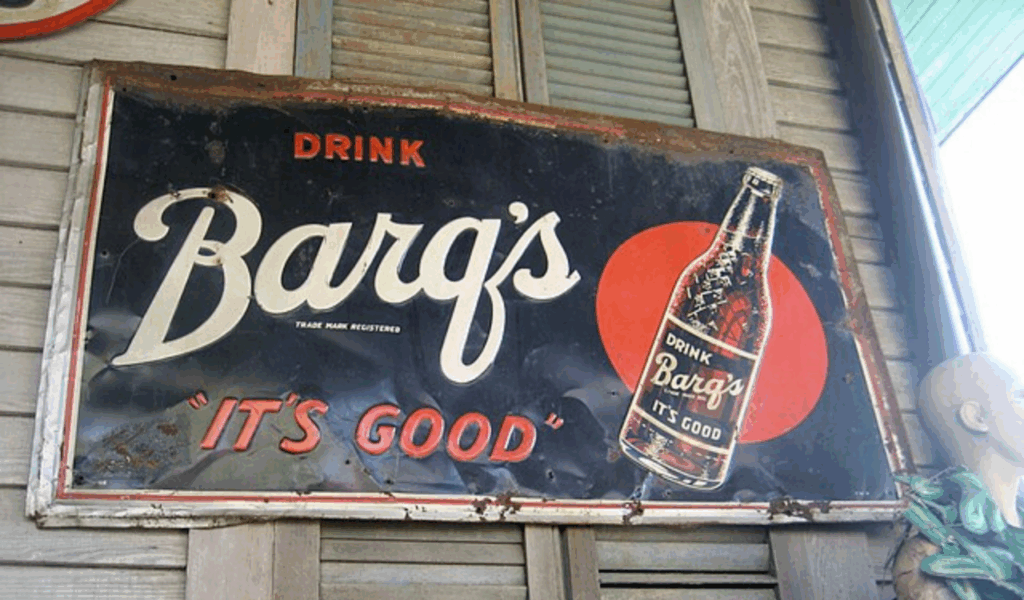 DRINK
Barq's
TRADE MARK REGISTERED
"IT'S GOOD"
DRINK
Barq's
IT'S GOOD